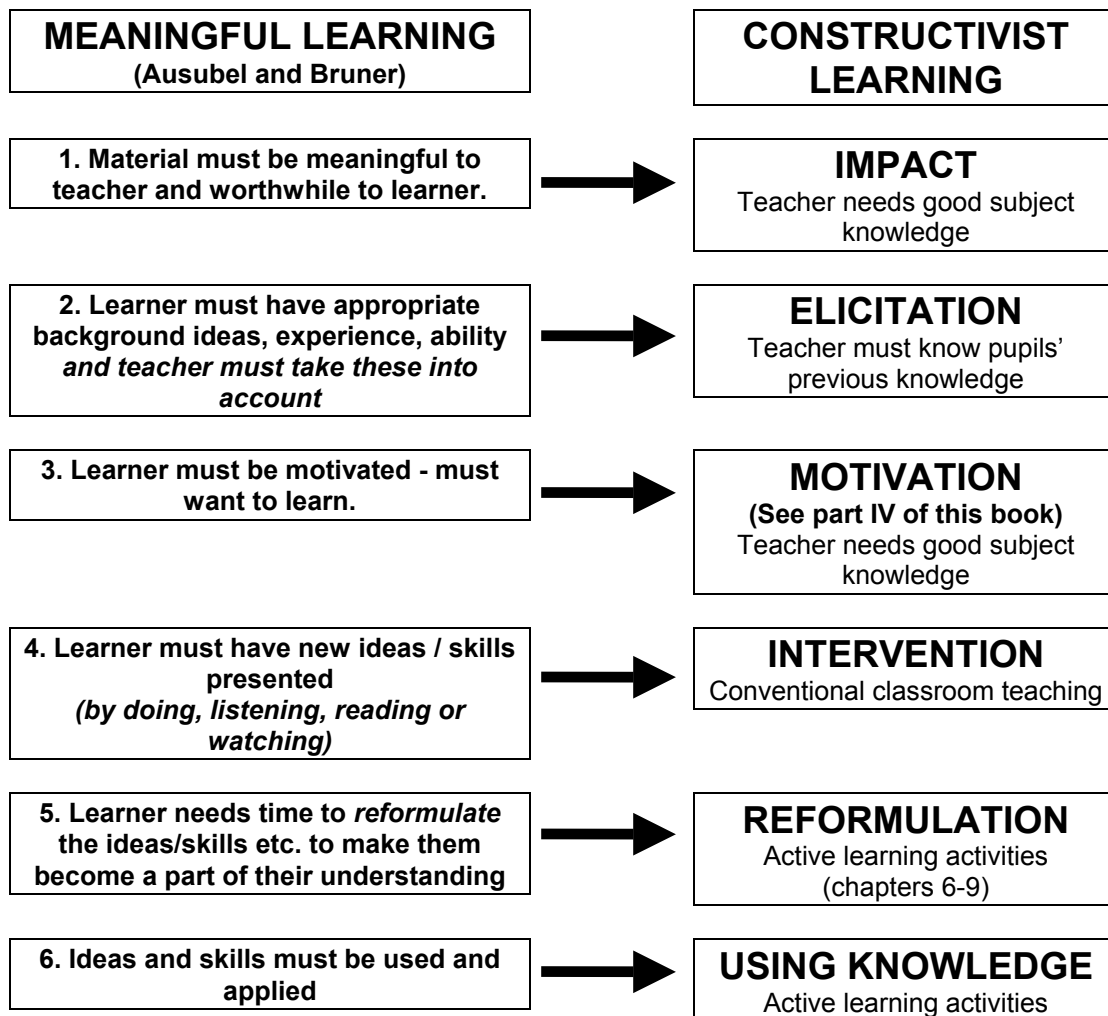 MEANINGFUL LEARNING
(Ausubel and Bruner)
CONSTRUCTIVIST
LEARNING
1. Material must be meaningful to
teacher and worthwhile to learner.
IMPACT
Teacher needs good subject
knowledge
2. Learner must have appropriate
background ideas, experience, ability
and teacher must take these into
account
ELICITATION
Teacher must know pupils’
previous knowledge
3. Learner must be motivated - must
want to learn.
MOTIVATION
(See part IV of this book)
Teacher needs good subject
knowledge
4. Learner must have new ideas / skills
presented
(by doing, listening, reading or
watching)
INTERVENTION
Conventional classroom teaching
5. Learner needs time to reformulate
the ideas/skills etc. to make them
become a part of their understanding
REFORMULATION
Active learning activities
(chapters 6-9)
6. Ideas and skills must be used and
applied
USING KNOWLEDGE
Active learning activities